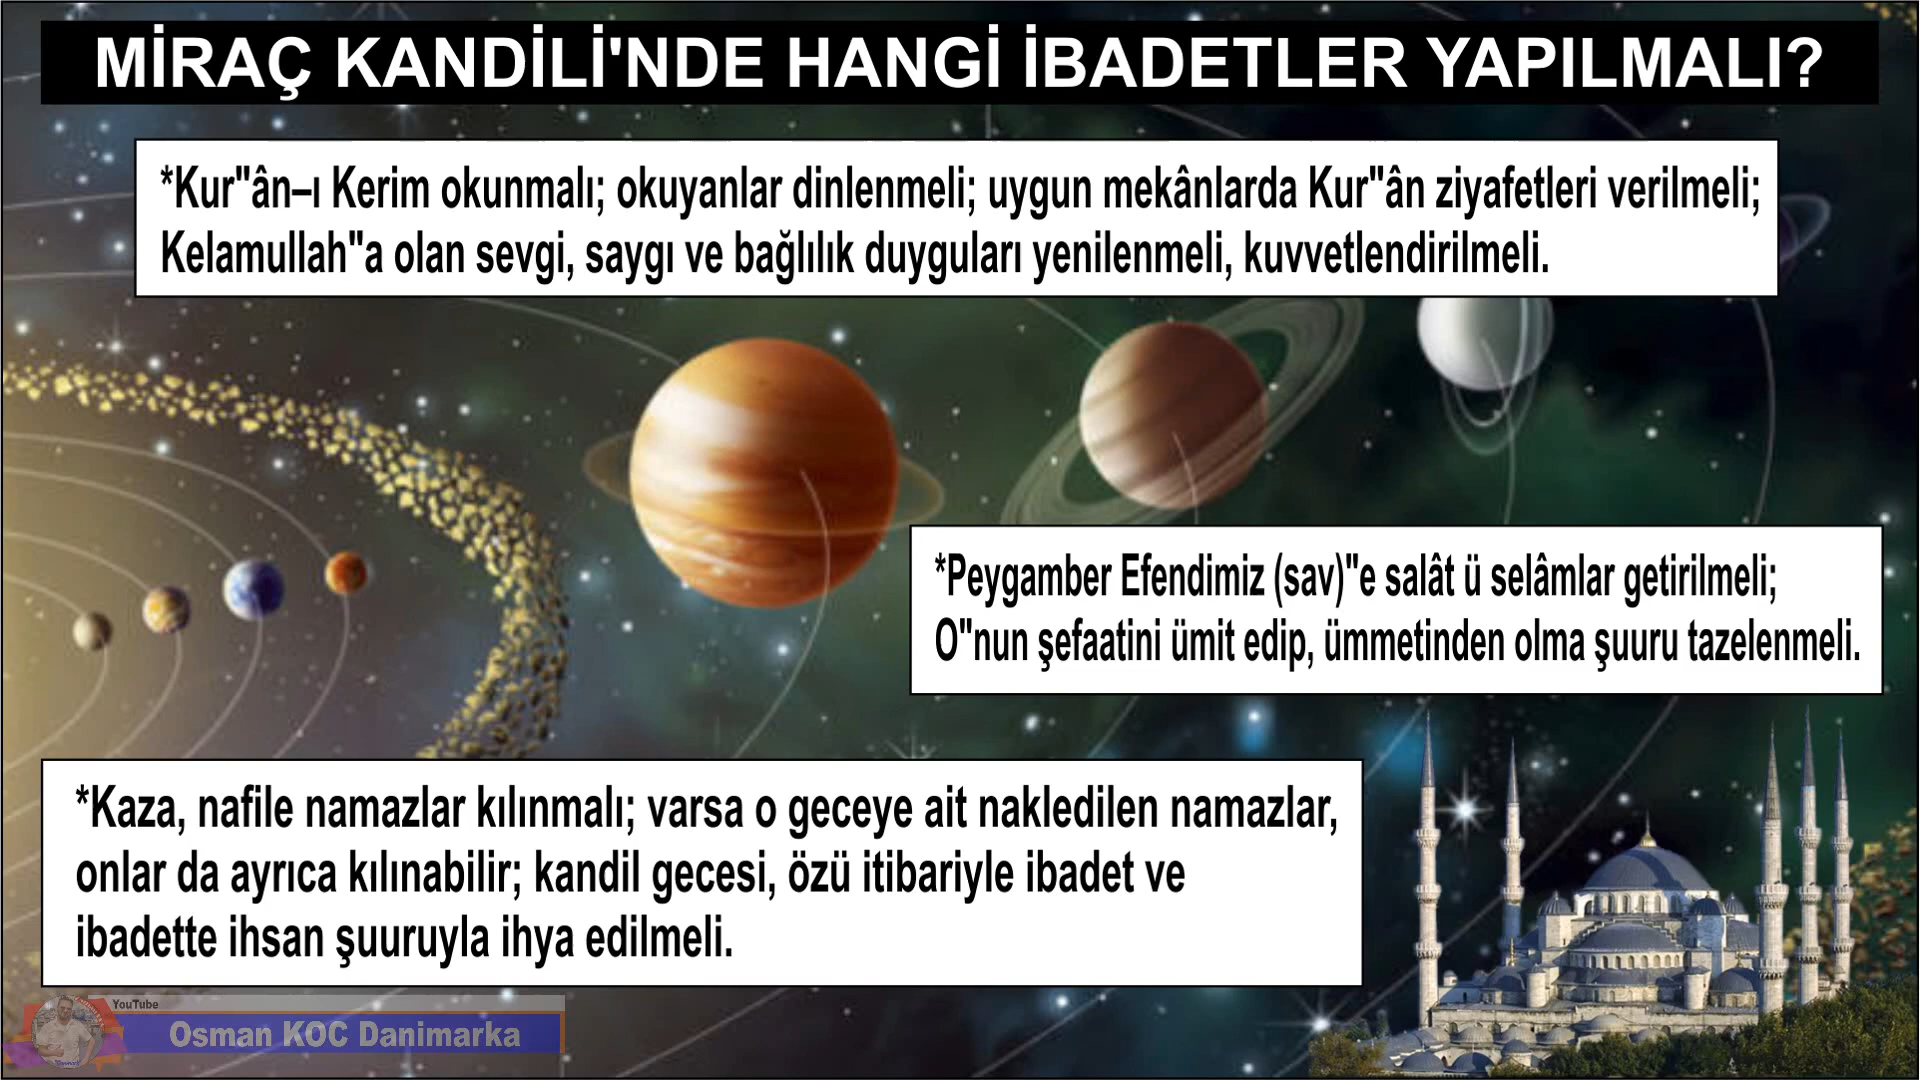 MİRAÇ KANDİLİ'NDE HANGİ İBADETLER YAPILMALI?
*Kur"ân–ı Kerim okunmalı; okuyanlar dinlenmeli; uygun mekânlarda Kur"ân ziyafetleri verilmeli;
Kelamullah"a olan sevgi, saygı ve bağlılık duyguları yenilenmeli, kuvvetlendirilmeli.
*Peygamber Efendimiz (sav)"e salât ü selâmlar getirilmeli;
O"nun şefaatini ümit edip, ümmetinden olma şuuru tazelenmeli.
*Kaza, nafile namazlar kılınmalı; varsa o geceye ait nakledilen namazlar,
onlar da ayrıca kılınabilir; kandil gecesi, özü itibariyle ibadet ve
ibadette ihsan şuuruyla ihya edilmeli.
YouTube
Osman KOC Danimarka